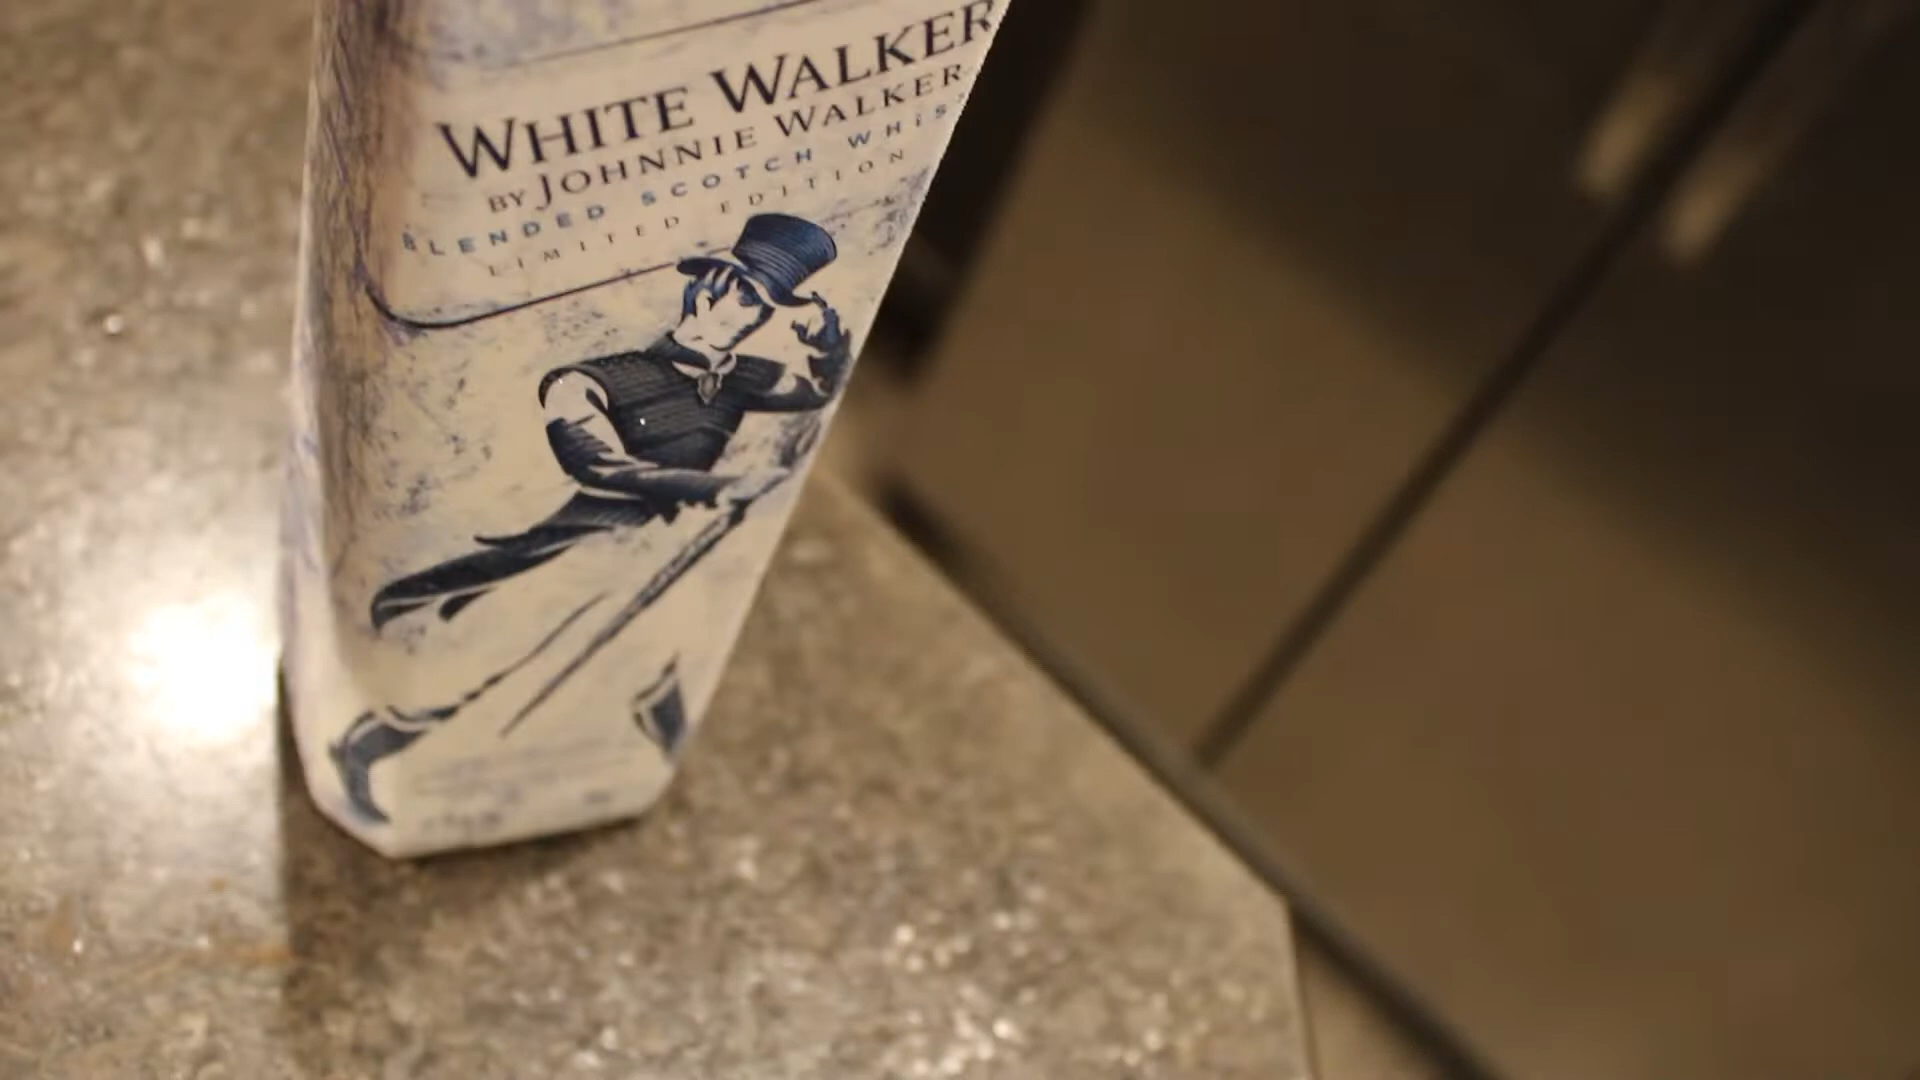 WHITE WALKER
BY JOHNNIE WALKER
BLENDED SCOTCH WHIS
LIMITED EDITION